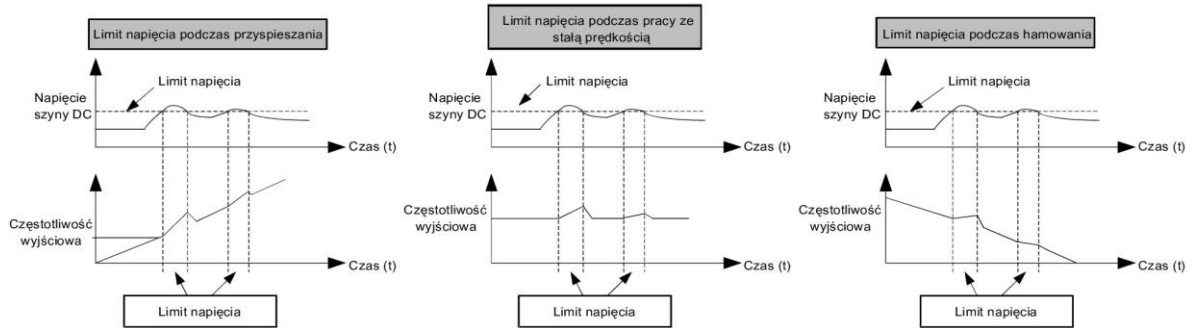 Limit napięcia podczas przyspieszania
Limit napięcia
Napięcie
szyny DC
Czas (t)
Częstotliwość
wyjściowa
Czas (t)
Limit napięcia
Limit napięcia podczas pracy ze
stałą prędkością
Limit napięcia
Napięcie
szyny DC
Czas (t)
Częstotliwość
wyjściowa
Czas (t)
Limit napięcia
Limit napięcia podczas hamowania
Limit napięcia
Napięcie
szyny DC
Czas (t)
Częstotliwość
wyjściowa
Czas (t)
Limit napięcia